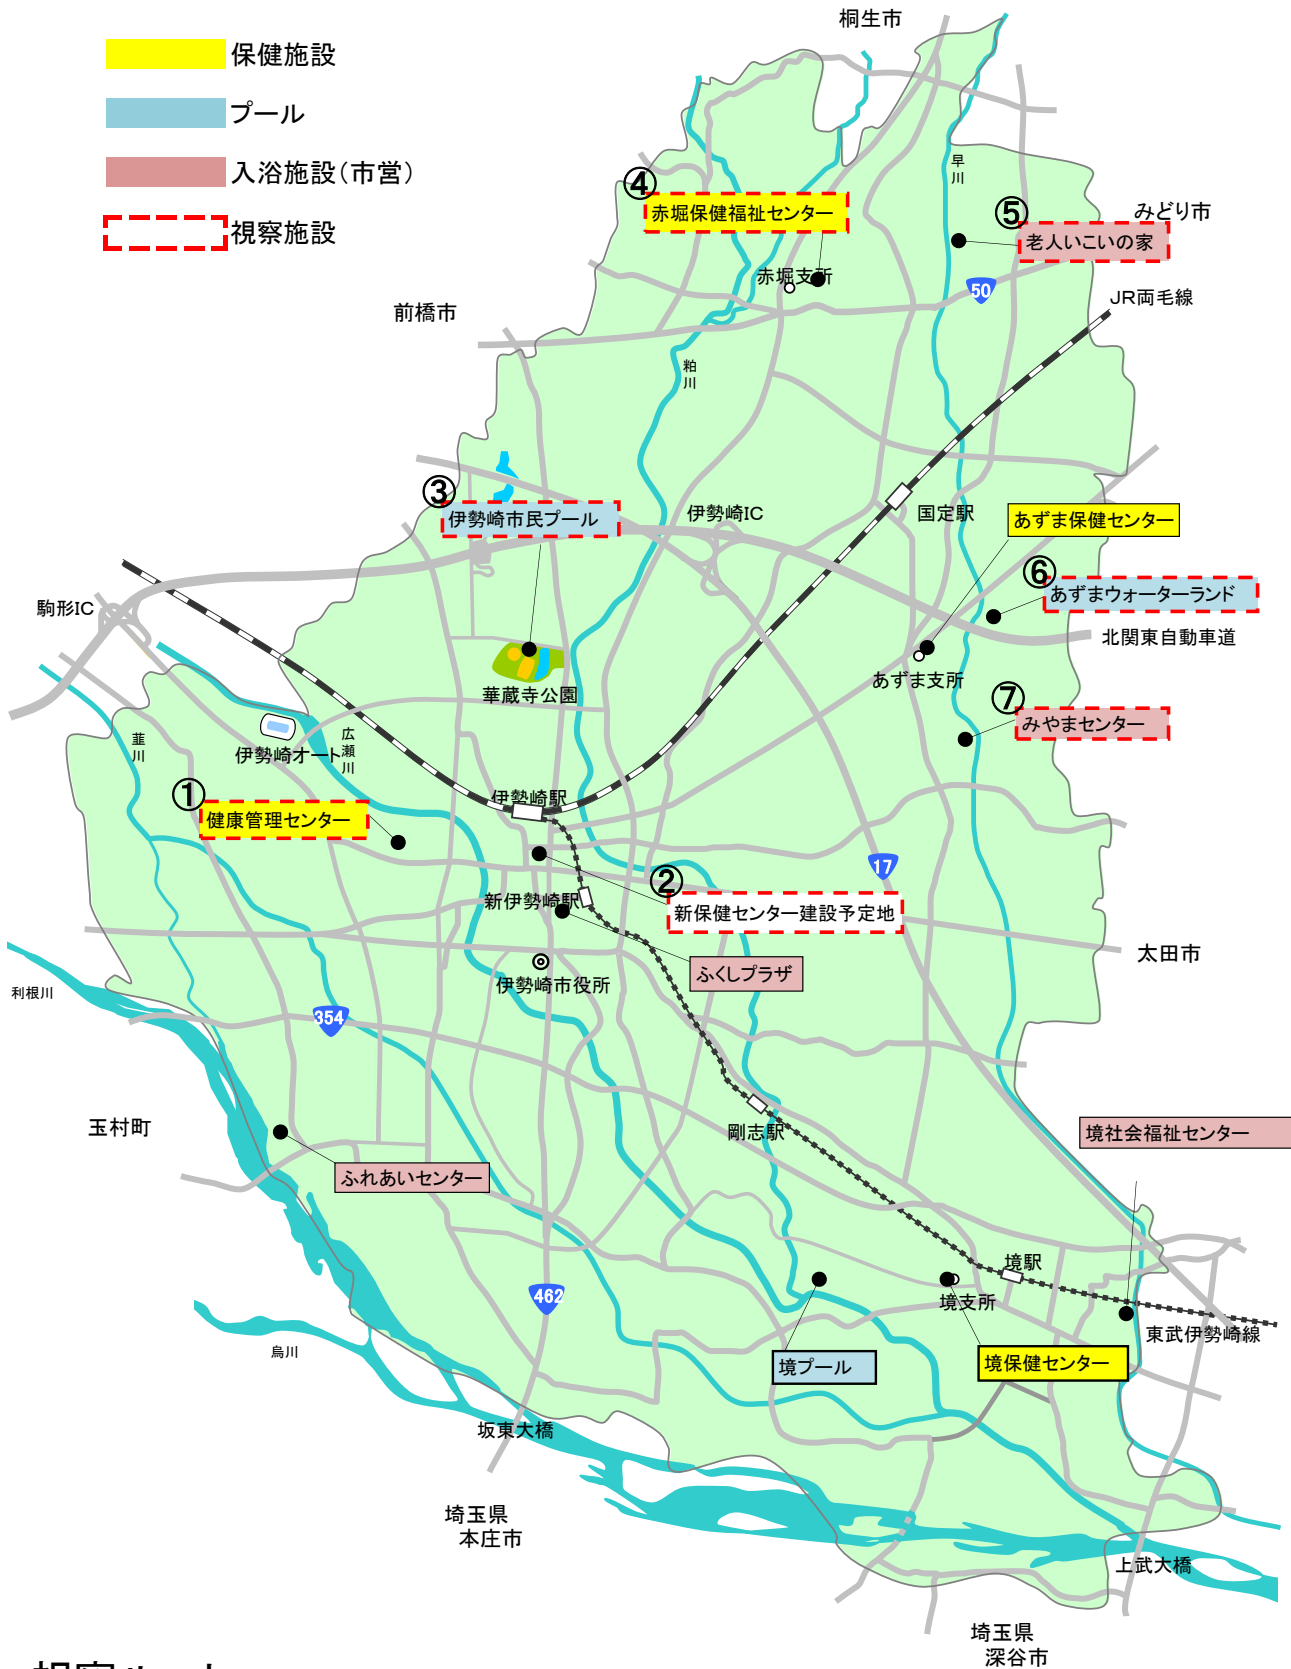 桐生市
保健施設
プール
入浴施設(市営)
視察施設
早川
④
赤堀保健福祉センター
⑤
みどり市
老人いこいの家
赤堀支所
50
JR両毛線
前橋市
粕川
③
伊勢崎市民プール
伊勢崎IC
国定駅
あずま保健センター
⑥
あずまウォーターランド
駒形IC
北関東自動車道
あずま支所
華蔵寺公園
⑦
みやまセンター
韮川
伊勢崎オート
広瀬川
①
健康管理センター
伊勢崎駅
17
②
新伊勢崎駅
新保健センター建設予定地
太田市
ふくしプラザ
伊勢崎市役所
利根川
354
玉村町
剛志駅
境社会福祉センター
ふれあいセンター
境駅
462
境支所
東武伊勢崎線
烏川
境プール
境保健センター
坂東大橋
埼玉県
本庄市
上武大橋
埼玉県
深谷市